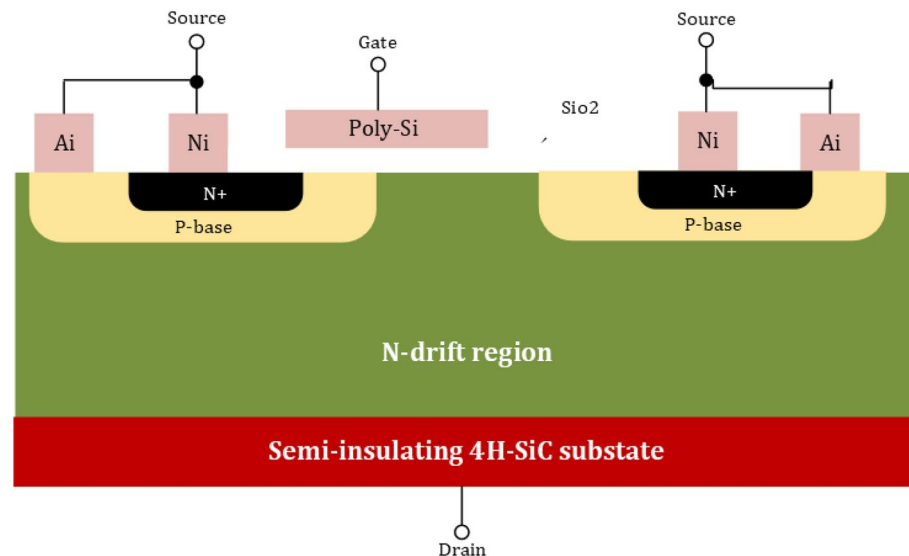 Source
Source
Gate
Sio2
Poly-Si
Ai
Ni
Ni
Ai
N+
N+
P-base
P-base
N-drift region
Semi-insulating 4H-SiC substate
Drain